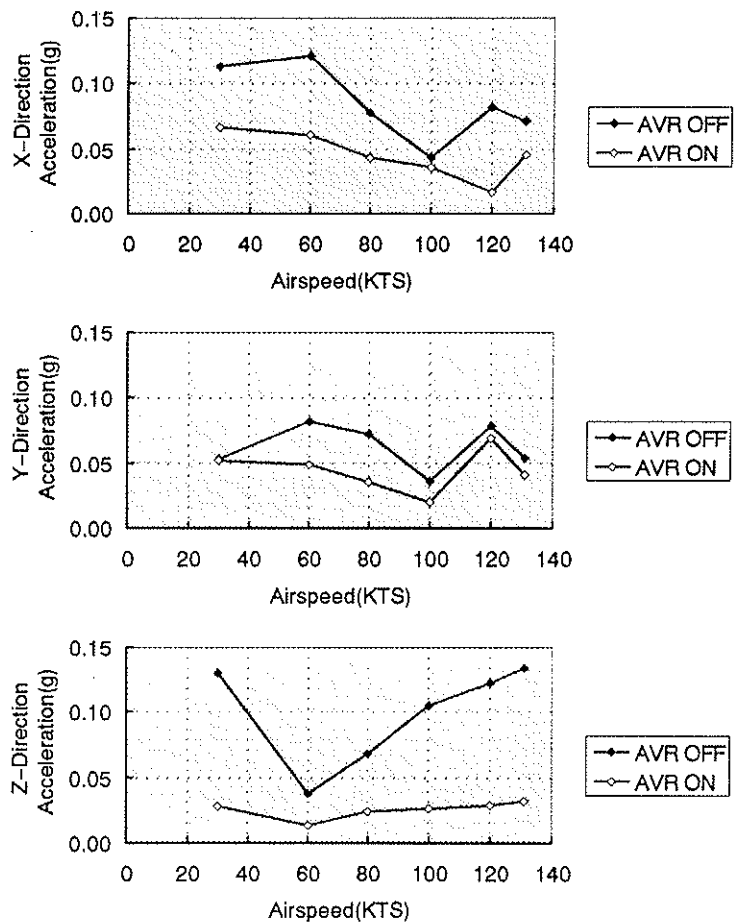 X-Direction
Acceleration(g)
0.15
0.10
0.05
0.00
0 20 40 60 80 100 120 140
Airspeed(KTS)
AVR OFF
AVR ON
Y-Direction
Acceleration(g)
0.15
0.10
0.05
0.00
0 20 40 60 80 100 120 140
Airspeed(KTS)
AVR OFF
AVR ON
Z-Direction
Acceleration(g)
0.15
0.10
0.05
0.00
0 20 40 60 80 100 120 140
Airspeed(KTS)
AVR OFF
AVR ON